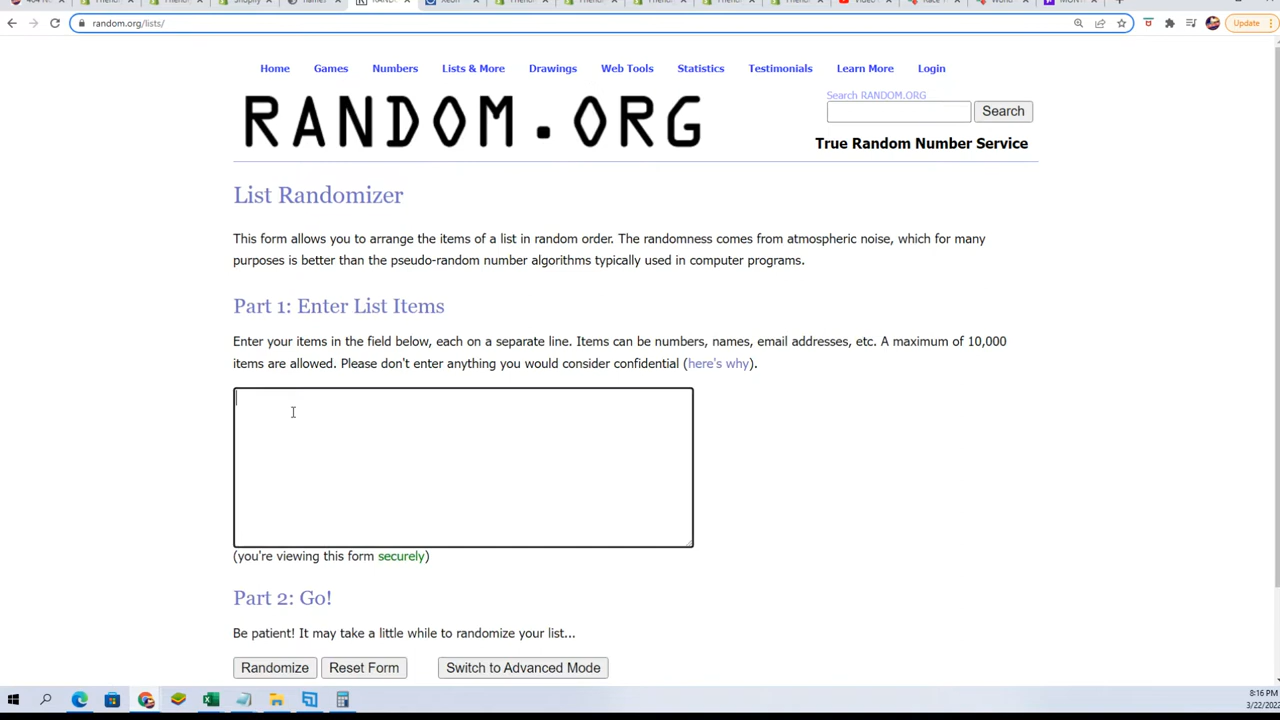 Shopify
names
random.org/lists/
Update
Home Games Numbers Lists & More Drawings Web Tools Statistics Testimonials Learn More Login
RANDOM.ORG
Search RANDOM.ORG
Search
True Random Number Service
List Randomizer
This form allows you to arrange the items of a list in random order. The randomness comes from atmospheric noise, which for many
purposes is better than the pseudo-random number algorithms typically used in computer programs.
Part 1: Enter List Items
Enter your items in the field below, each on a separate line. Items can be numbers, names, email addresses, etc. A maximum of 10,000
items are allowed. Please don't enter anything you would consider confidential (here's why).
(you're viewing this form securely)
Part 2: Go!
Be patient! It may take a little while to randomize your list...
Randomize Reset Form Switch to Advanced Mode
8:16 PM